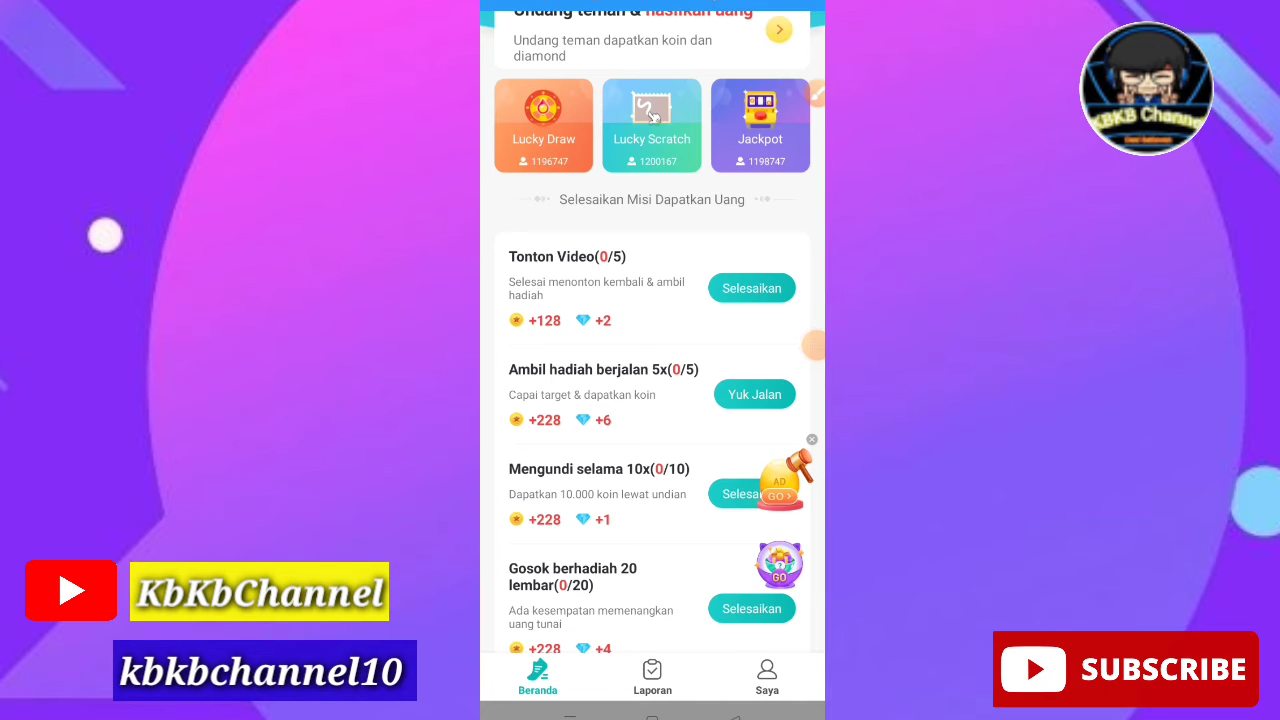 Undang teman & hasilkan uang
Undang teman dapatkan koin dan
diamond
Lucky Draw
1196747
Lucky Scratch
1200167
Jackpot
1198747
Selesaikan Misi Dapatkan Uang
Tonton Video(0/5)
Selesai menonton kembali & ambil
hadiah
+128 +2
Selesaikan
Ambil hadiah berjalan 5x(0/5)
Capai target & dapatkan koin
+228 +6
Yuk Jalan
Mengundi selama 10x(0/10)
Dapatkan 10.000 koin lewat undian
+228 +1
AD
GO >
Gosok berhadiah 20
lembar(0/20)
Ada kesempatan memenangkan
uang tunai
+228 +4
?
GO
Selesaikan
Beranda
Laporan
Saya
KBKB Channel
KbKbChannel
kbkbchannel10
SUBSCRIBE